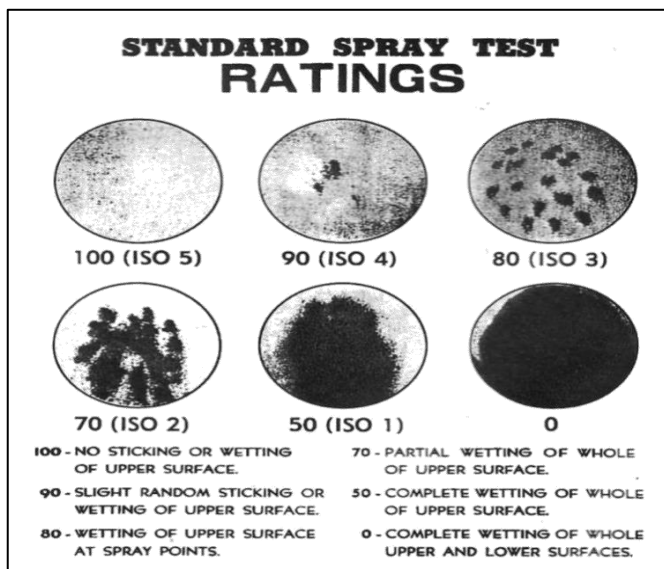 STANDARD SPRAY TEST
RATINGS
100 (ISO 5)
90 (ISO 4)
80 (ISO 3)
70 (ISO 2)
50 (ISO 1)
0
100 - NO STICKING OR WETTING
OF UPPER SURFACE.
90 - SLIGHT RANDOM STICKING OR
WETTING OF UPPER SURFACE.
80 - WETTING OF UPPER SURFACE
AT SPRAY POINTS.
70 - PARTIAL WETTING OF WHOLE
OF UPPER SURFACE.
50 - COMPLETE WETTING OF WHOLE
OF UPPER SURFACE.
0 - COMPLETE WETTING OF WHOLE
UPPER AND LOWER SURFACES.